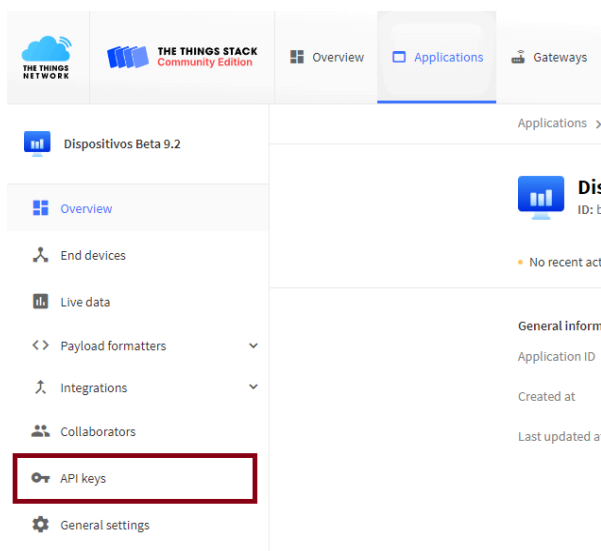 THE THINGS
NETWORK
THE THINGS STACK
Community Edition
Overview
Applications
Gateways
Dispositivos Beta 9.2
Applications
Overview
ID:
End devices
No recent
Live data
General
Payload formatters
Application ID
Integrations
Created at
Collaborators
Last updated
API keys
General settings